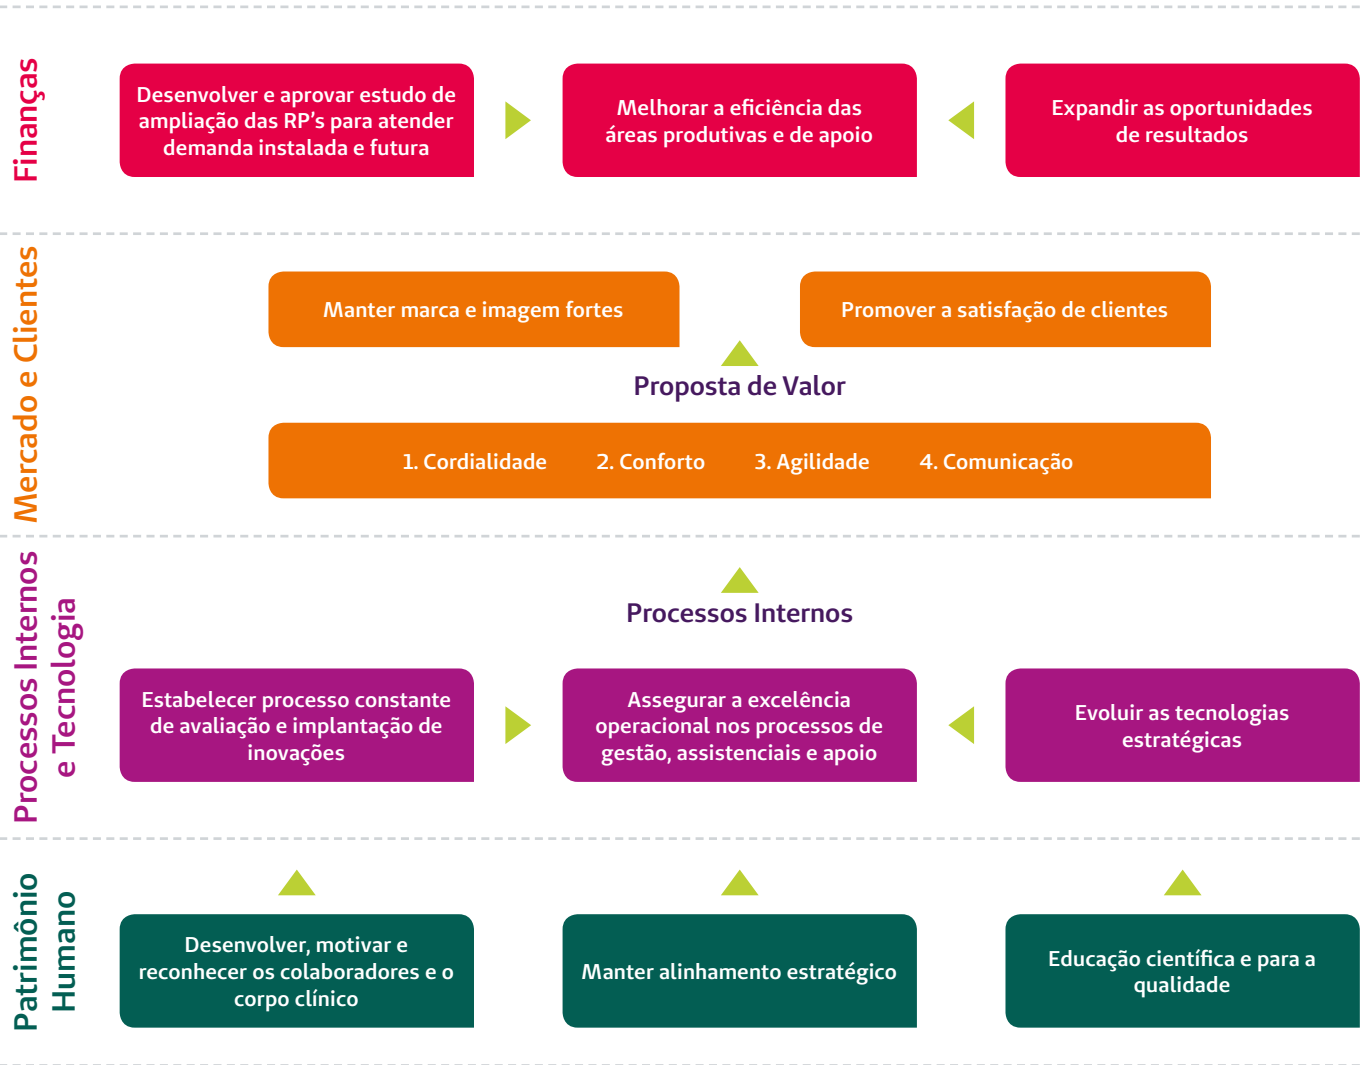 Finanças
Desenvolver e aprovar estudo de
ampliação das RP's para atender
demanda instalada e futura
Melhorar a eficiência das
áreas produtivas e de apoio
Expandir as oportunidades
de resultados
Mercado e Clientes
Manter marca e imagem fortes
Promover a satisfação de clientes
Proposta de Valor
1. Cordialidade 2. Conforto 3. Agilidade 4. Comunicação
Processos Internos
e Tecnologia
Processos Internos
Estabelecer processo constante
de avaliação e implantação de
inovações
Assegurar a excelência
operacional nos processos de
gestão, assistenciais e apoio
Evoluir as tecnologias
estratégicas
Patrimônio
Humano
Desenvolver, motivar e
reconhecer os colaboradores e o
corpo clínico
Manter alinhamento estratégico
Educação científica e para a
qualidade